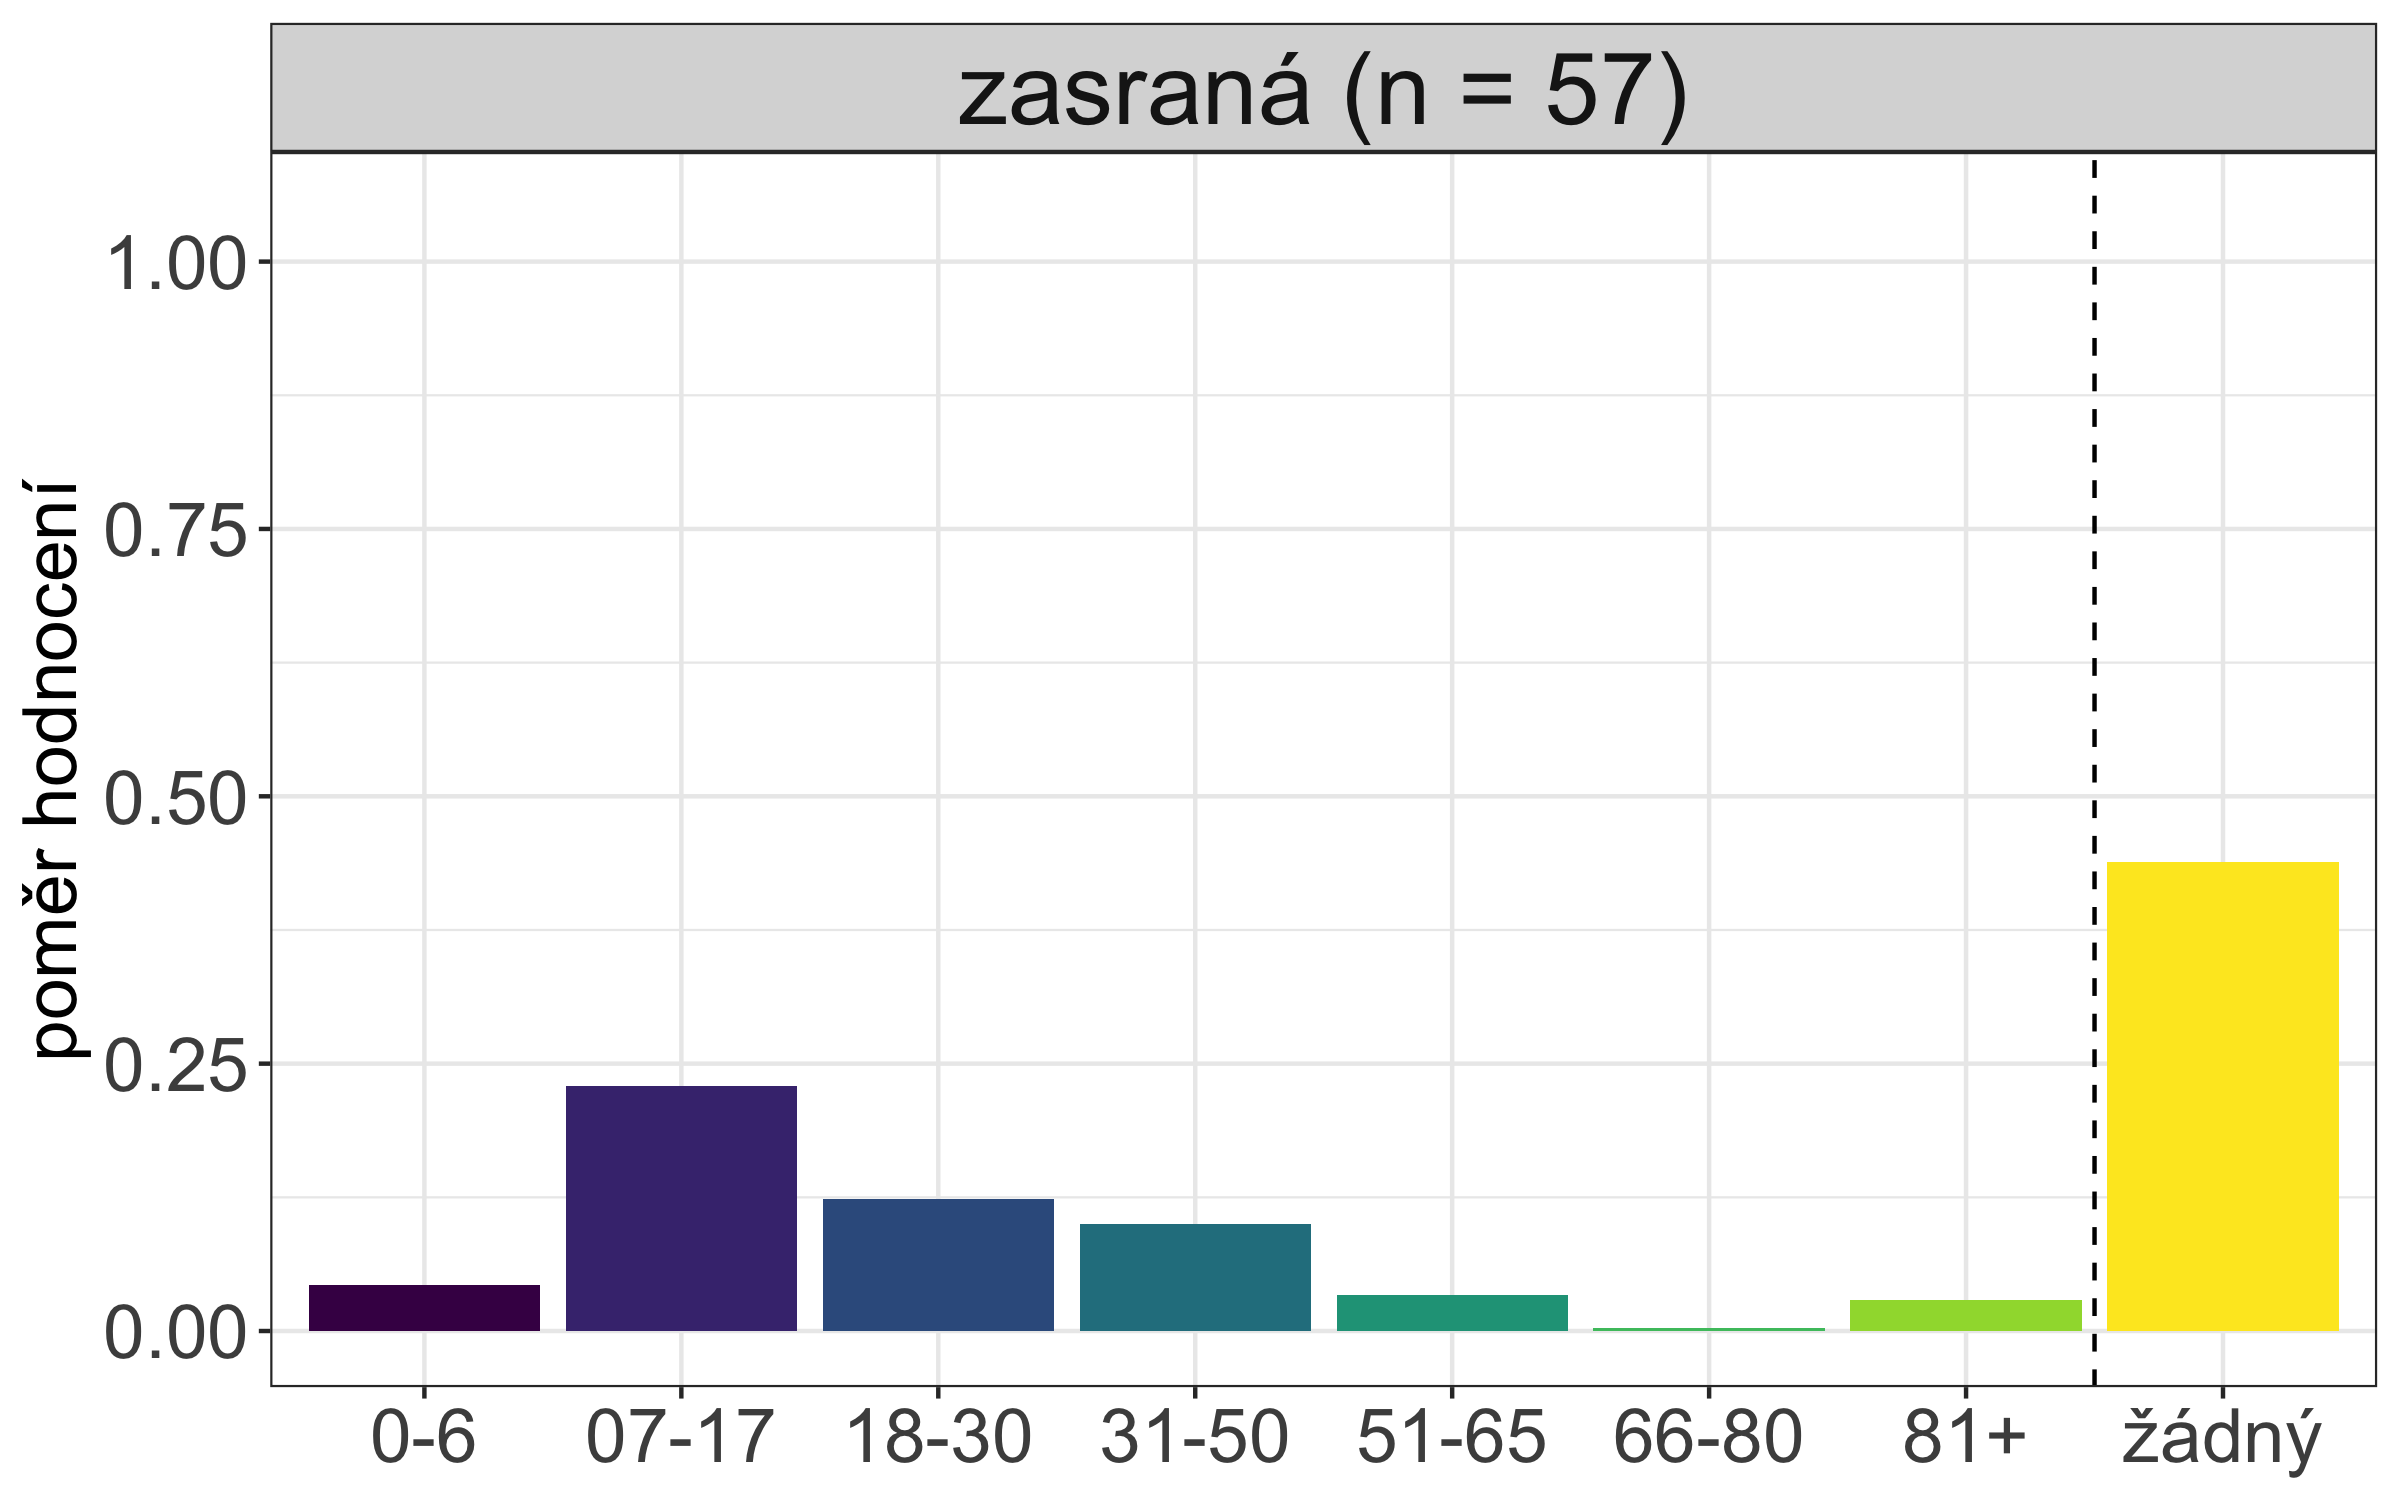 zasraná (n = 57)
poměr hodnocení
1.00
0.75
0.50
0.25
0.00
0-6 07-17 18-30 31-50 51-65 66-80 81+ žádný